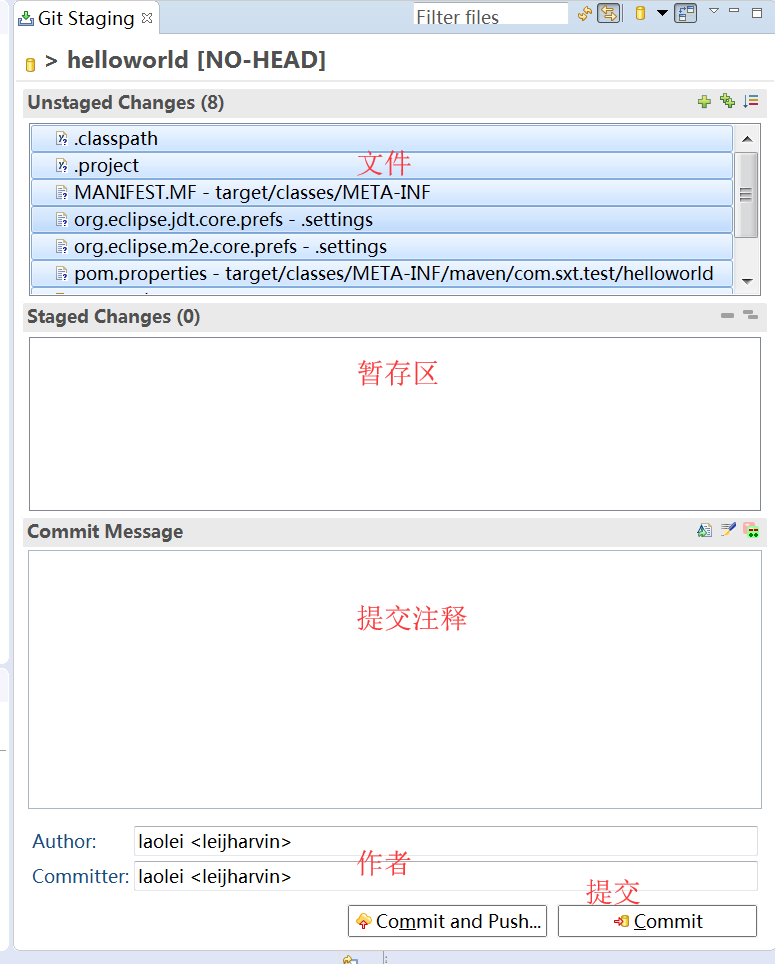 Git Staging
Filter files
> helloworld [NO-HEAD]
Unstaged Changes (8)
.classpath
.project
文件
MANIFEST.MF - target/classes/META-INF
org.eclipse.jdt.core.prefs - .settings
org.eclipse.m2e.core.prefs - .settings
pom.properties - target/classes/META-INF/maven/com.sxt.test/helloworld
Staged Changes (0)
暂存区
Commit Message
提交注释
Author: laolei <leijharvin>
作者
Committer: laolei <leijharvin>
提交
Commit and Push... Commit